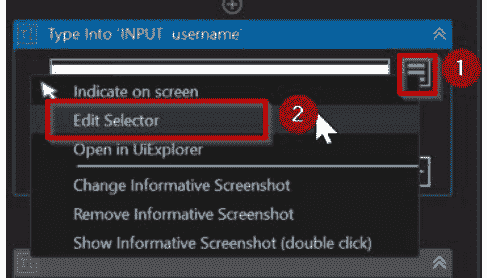 Type Into 'INPUT username'
1
Indicate on screen
Edit Selector
2
Open in UiExplorer
Change Informative Screenshot
Remove Informative Screenshot
Show Informative Screenshot (double click)